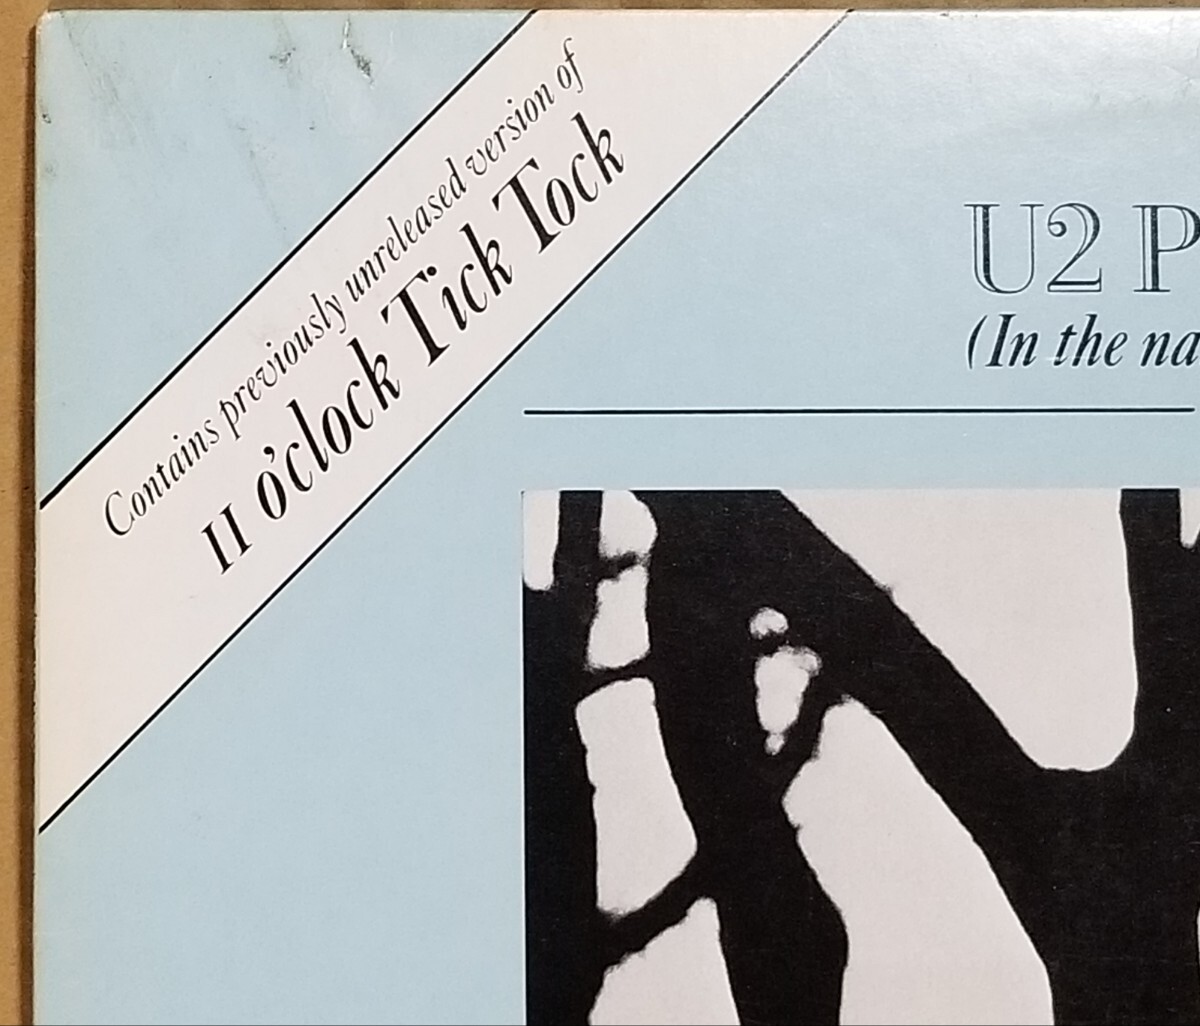 Contains previously unreleased version of
11 o'clock Tick Tock
U2 P
(In the na